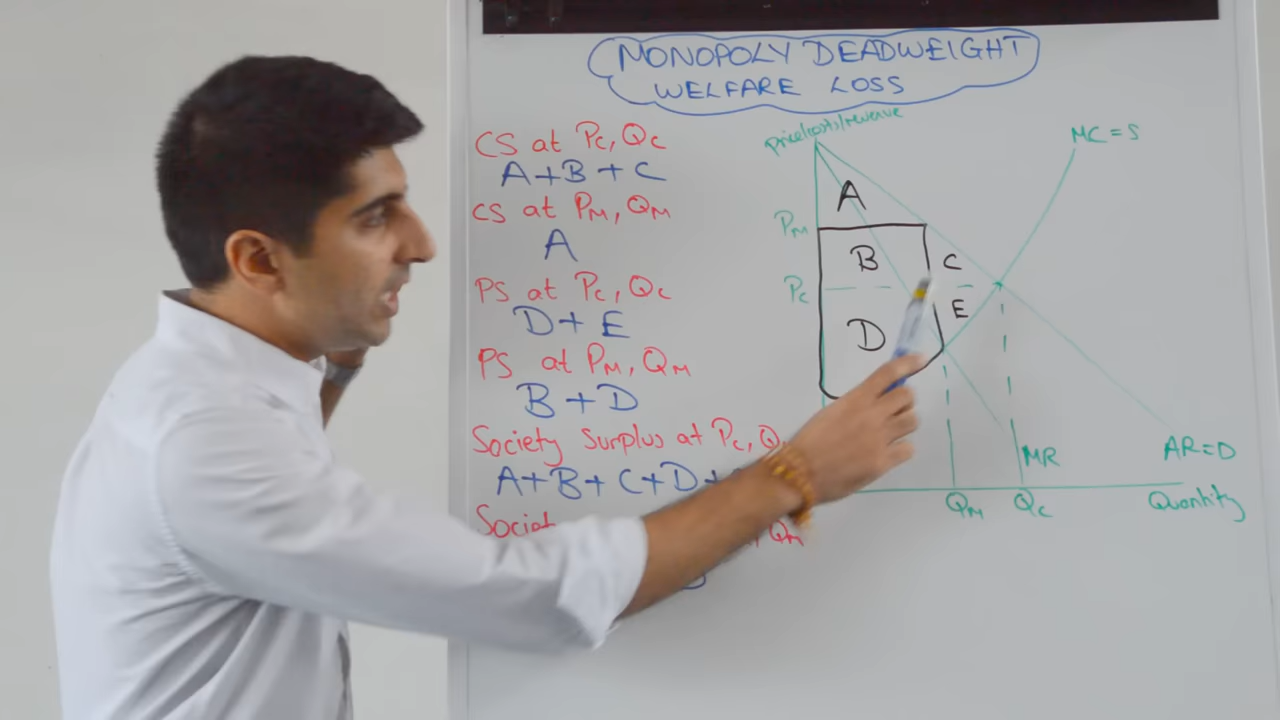 MONOPOLY DEADWEIGHT
WELFARE LOSS
CS at Pc, Qc
A+B+C
CS at PM, QM
A
PS at Pc, Qc
D+E
PS at PM, QM
B+D
Society Surplus at Pc,
A+B+C+D+
QM
price/costs/revenue
MC=S
A
PM
B
C
Pc
E
D
MR
AR=D
QM
Qc
Quantity